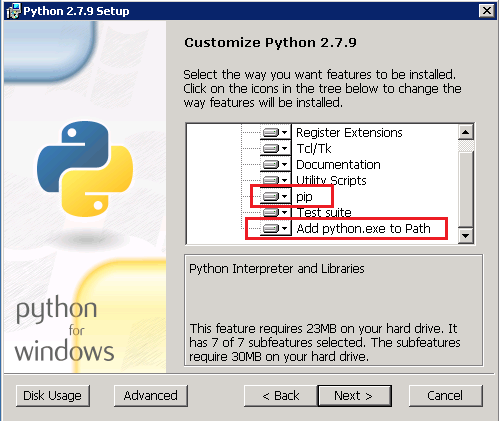 Python 2.7.9 Setup
Customize Python 2.7.9
Select the way you want features to be installed.
Click on the icons in the tree below to change the
way features will be installed.
Register Extensions
Tcl/Tk
Documentation
Utility Scripts
pip
Test suite
Add python.exe to Path
Python Interpreter and Libraries
This feature requires 23MB on your hard drive. It
has 7 of 7 subfeatures selected. The subfeatures
require 30MB on your hard drive.
python
for
windows
Disk Usage
Advanced
< Back
Next >
Cancel